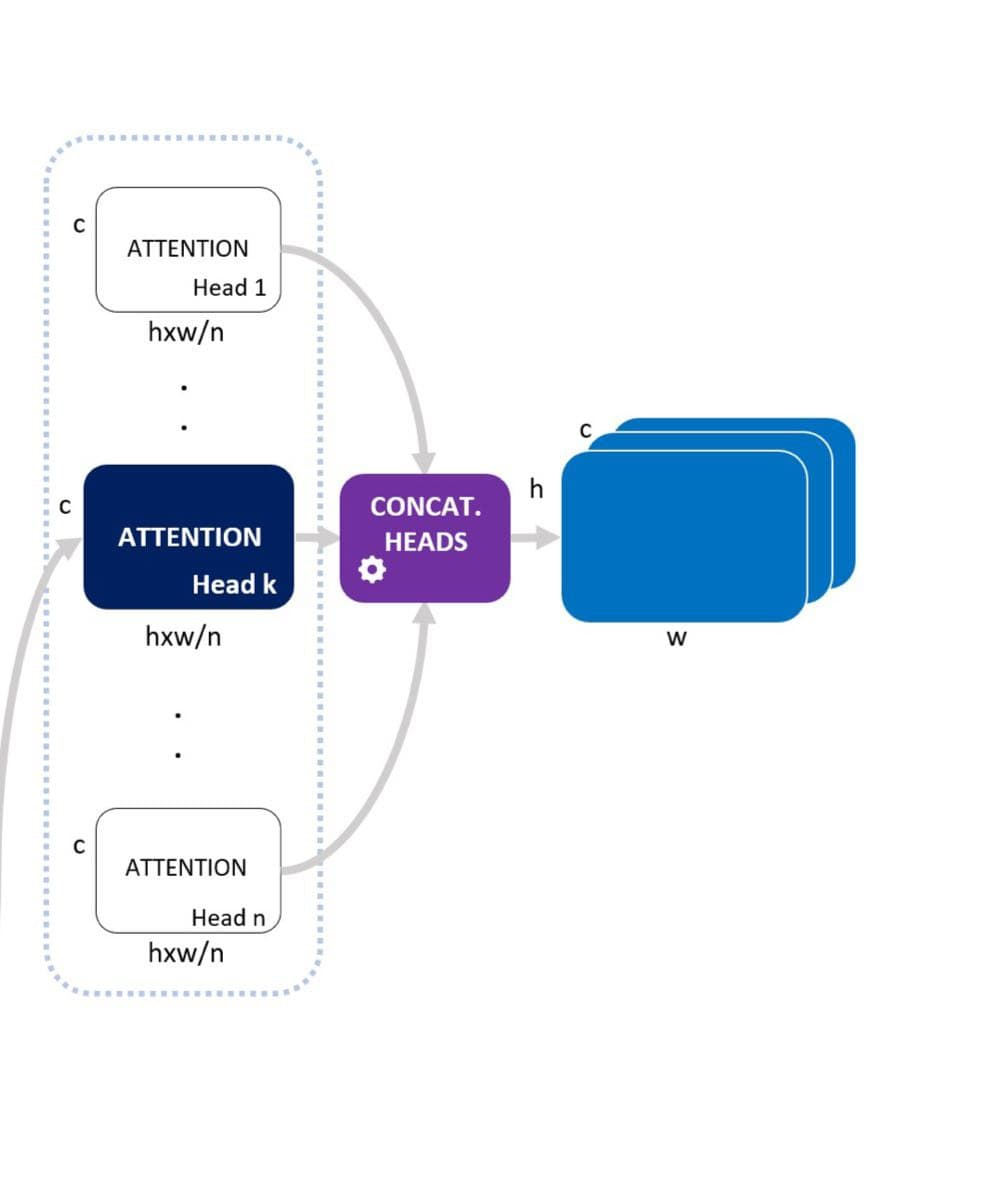 c
ATTENTION
Head 1
hxw/n
.
.
c
ATTENTION
Head k
hxw/n
.
.
c
ATTENTION
Head n
hxw/n
CONCAT.
HEADS
c
h
w